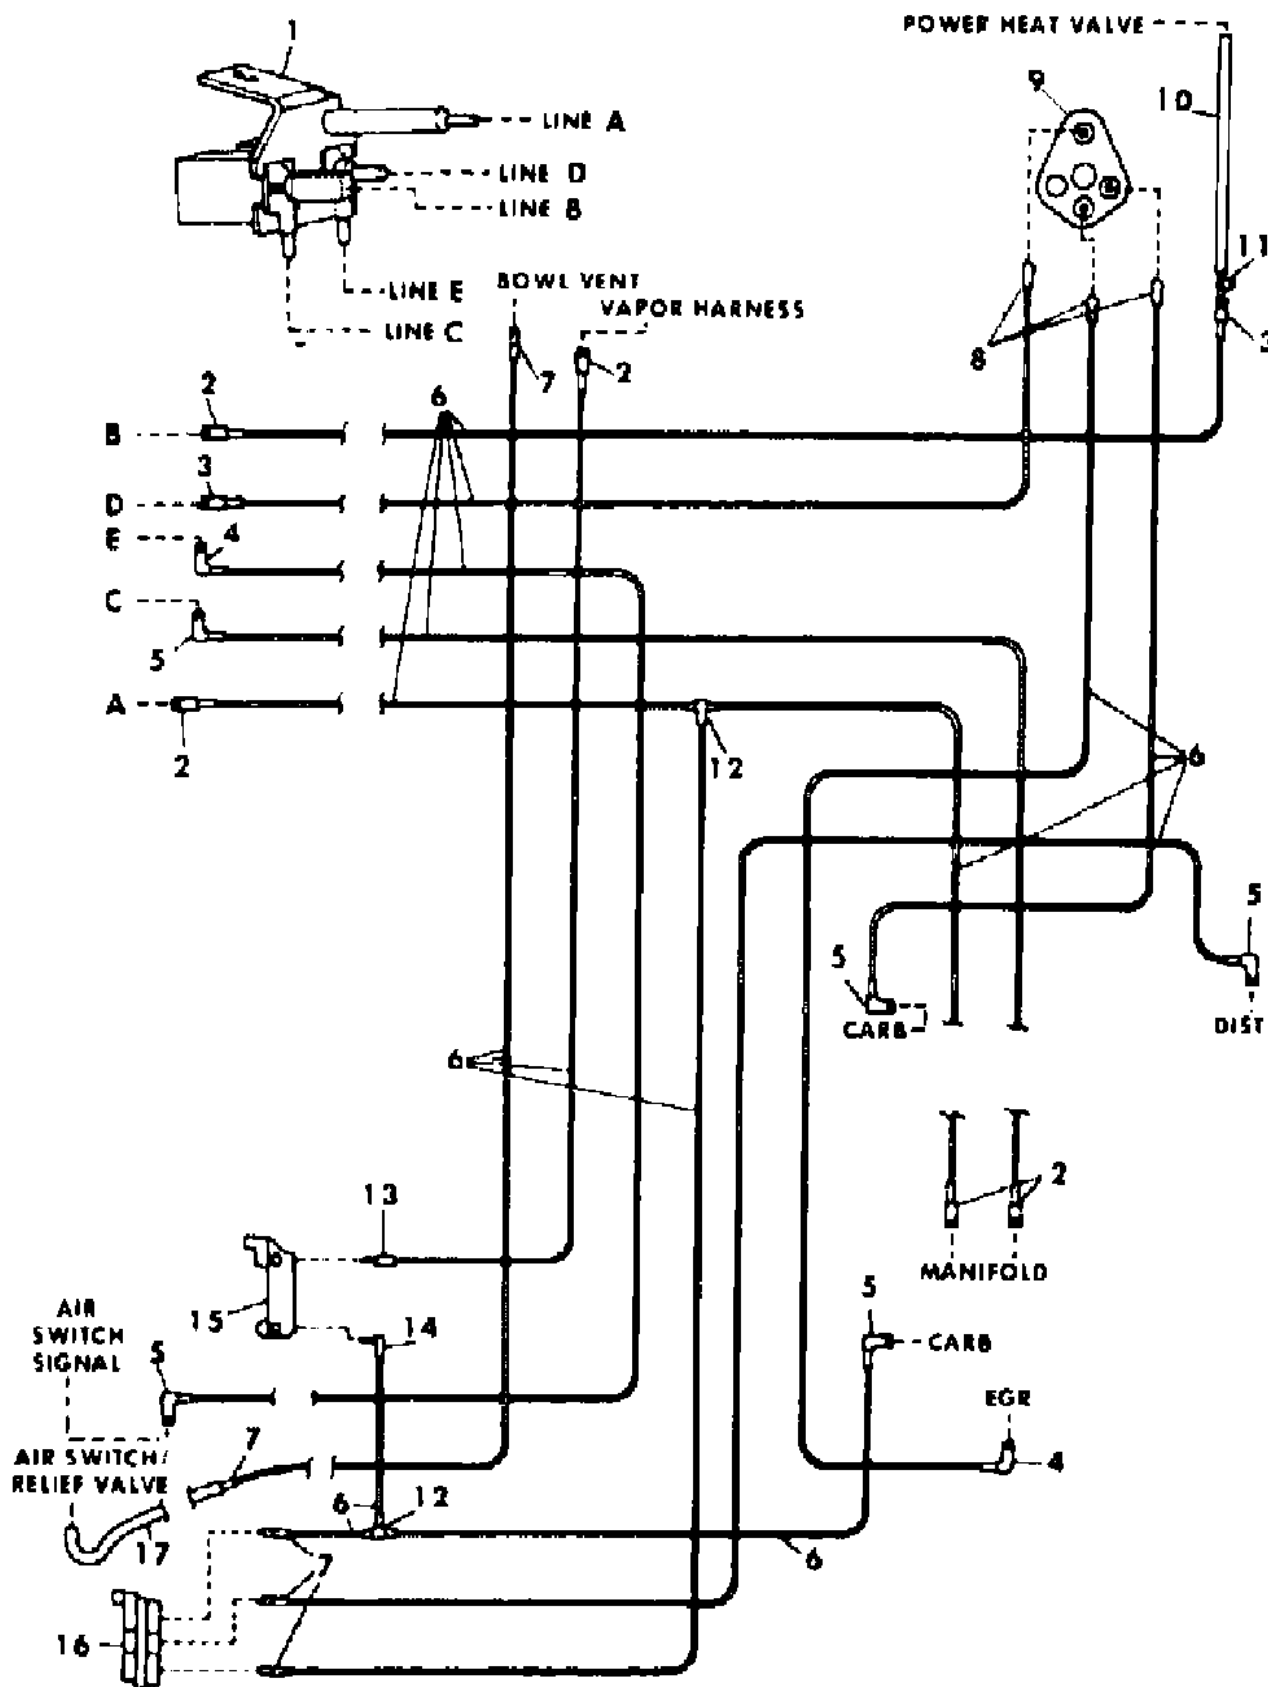 POWER HEAT VALVE
1
9
10
LINE A
LINE D
LINE B
11
BOWL VENT
LINE E
VAPOR HARNESS
LINE C
3
8
7
2
2
6
B
3
D
E
4
C
5
A
2
12
6
5
5
CARB
DIST
6
2
13
MANIFOLD
5
AIR
SWITCH
SIGNAL
15
14
CARB
5
EGR
7
AIR SWITCH/
RELIEF VALVE
4
6
12
17
7
6
16